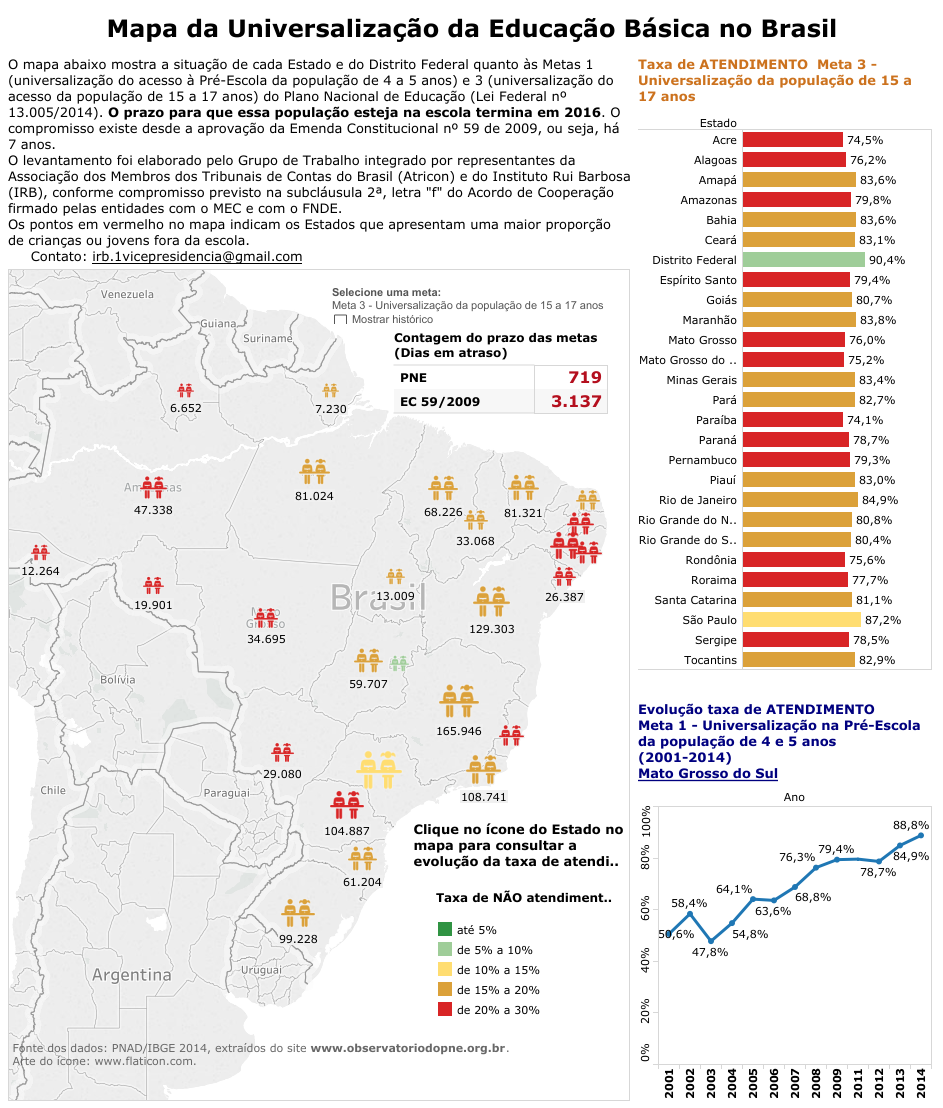 Mapa da Universalização da Educação Básica no Brasil
O mapa abaixo mostra a situação de cada Estado e do Distrito Federal quanto às Metas 1
(universalização do acesso à Pré-Escola da população de 4 a 5 anos) e 3 (universalização do
acesso da população de 15 a 17 anos) do Plano Nacional de Educação (Lei Federal nº
13.005/2014). O prazo para que essa população esteja na escola termina em 2016. O
compromisso existe desde a aprovação da Emenda Constitucional nº 59 de 2009, ou seja, há
7 anos.
O levantamento foi elaborado pelo Grupo de Trabalho integrado por representantes da
Associação dos Membros dos Tribunais de Contas do Brasil (Atricon) e do Instituto Rui Barbosa
(IRB), conforme compromisso previsto na subcláusula 2ª, letra "f" do Acordo de Cooperação
firmado pelas entidades com o MEC e com o FNDE.
Os pontos em vermelho no mapa indicam os Estados que apresentam uma maior proporção
de crianças ou jovens fora da escola.
Contato: irb.1vicepresidencia@gmail.com
Selecione uma meta:
Meta 3 - Universalização da população de 15 a 17 anos
Mostrar histórico
Contagem do prazo das metas
(Dias em atraso)
PNE 719
EC 59/2009 3.137
Venezuela
Guiana
Suriname
6.652
7.230
81.024
47.338
68.226
81.321
33.068
12.264
19.901
13.009
Brasil
26.387
Grosso
34.695
129.303
59.707
Bolívia
165.946
29.080
108.741
Chile
Paraguai
104.887
61.204
99.228
Uruguai
Argentina
Clique no ícone do Estado no
mapa para consultar a
evolução da taxa de atendi..
Taxa de NÃO atendiment..
até 5%
de 5% a 10%
de 10% a 15%
de 15% a 20%
de 20% a 30%
Fonte dos dados: PNAD/IBGE 2014, extraídos do site www.observatoriodopne.org.br.
Arte do ícone: www.flaticon.com.
Taxa de ATENDIMENTO Meta 3 -
Universalização da população de 15 a
17 anos
Estado
Acre 74,5%
Alagoas 76,2%
Amapá 83,6%
Amazonas 79,8%
Bahia 83,6%
Ceará 83,1%
Distrito Federal 90,4%
Espírito Santo 79,4%
Goiás 80,7%
Maranhão 83,8%
Mato Grosso 76,0%
Mato Grosso do .. 75,2%
Minas Gerais 83,4%
Pará 82,7%
Paraíba 74,1%
Paraná 78,7%
Pernambuco 79,3%
Piauí 83,0%
Rio de Janeiro 84,9%
Rio Grande do N.. 80,8%
Rio Grande do S.. 80,4%
Rondônia 75,6%
Roraima 77,7%
Santa Catarina 81,1%
São Paulo 87,2%
Sergipe 78,5%
Tocantins 82,9%
Evolução taxa de ATENDIMENTO
Meta 1 - Universalização na Pré-Escola
da população de 4 e 5 anos
(2001-2014)
Mato Grosso do Sul
Ano
100%
80%
60%
40%
20%
0%
58,4%
47,8%
54,8%
64,1%
63,6%
68,8%
76,3%
79,4%
78,7%
84,9%
88,8%
2001 2002 2003 2004 2005 2006 2007 2008 2009 2011 2012 2013 2014